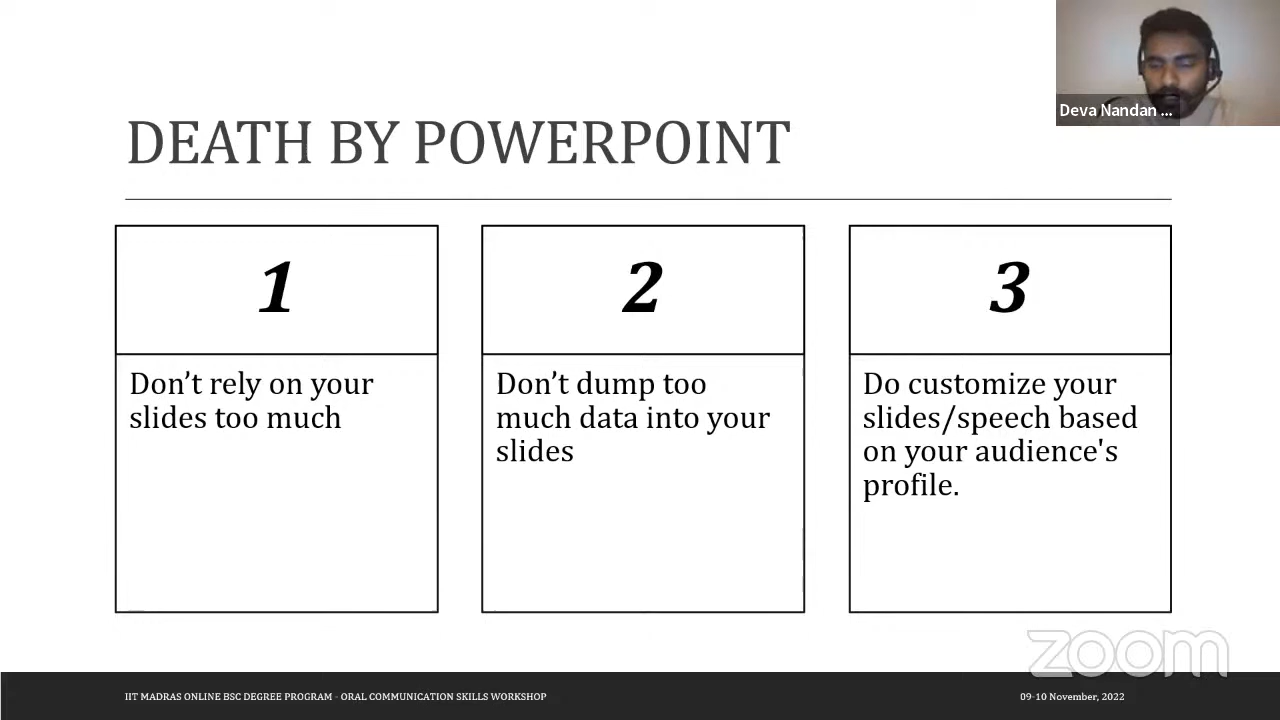 Deva Nandan ...
DEATH BY POWERPOINT
1
Don’t rely on your
slides too much
2
Don’t dump too
much data into your
slides
3
Do customize your
slides/speech based
on your audience's
profile.
zoom
IIT MADRAS ONLINE BSC DEGREE PROGRAM - ORAL COMMUNICATION SKILLS WORKSHOP
09-10 November, 2022